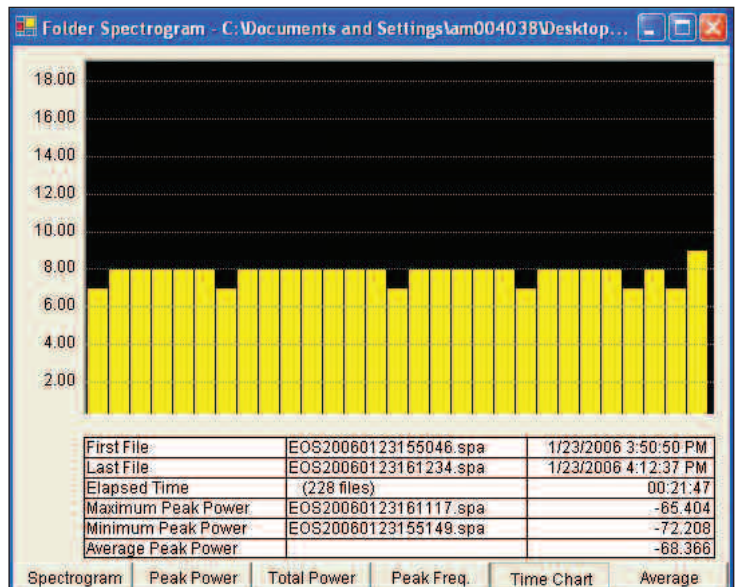 Folder Spectrogram - C:\Documents and Settings\am004038\Desktop...
18.00
16.00
14.00
12.00
10.00
8.00
6.00
4.00
2.00
First File EOS20060123155046.spa 1/23/2006 3:50:50 PM
Last File EOS20060123161234.spa 1/23/2006 4:12:37 PM
Elapsed Time (228 files) 00:21:47
Maximum Peak Power EOS20060123161117.spa -65.404
Minimum Peak Power EOS20060123155149.spa -72.208
Average Peak Power -68.366
Spectrogram Peak Power Total Power Peak Freq. Time Chart Average